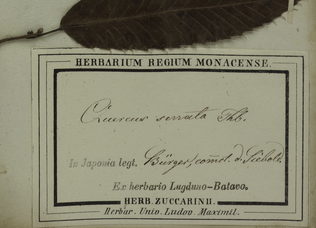 HERBARIUM REGIUM MONACENSE.
Quercus serrata Thb.
In Japonia legt. Bürger/comt. d. Siebold.
Ex herbario Lugduno-Batavo.
HERB. ZUCCARINII.
Herbar. Univ. Ludov. Maximil.